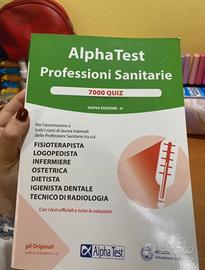 AlphaTest
Professioni Sanitarie
7000 QUIZ
NUOVA EDIZIONE - 6ª
Per l'ammissione a
tutti i corsi di laurea triennali
delle Professioni Sanitarie tra cui
FISIOTERAPISTA
LOGOPEDISTA
INFERMIERE
OSTETRICA
DIETISTA
IGIENISTA DENTALE
TECNICO DI RADIOLOGIA
Con i test ufficiali e tutte le soluzioni
gli Originali
Alpha Test